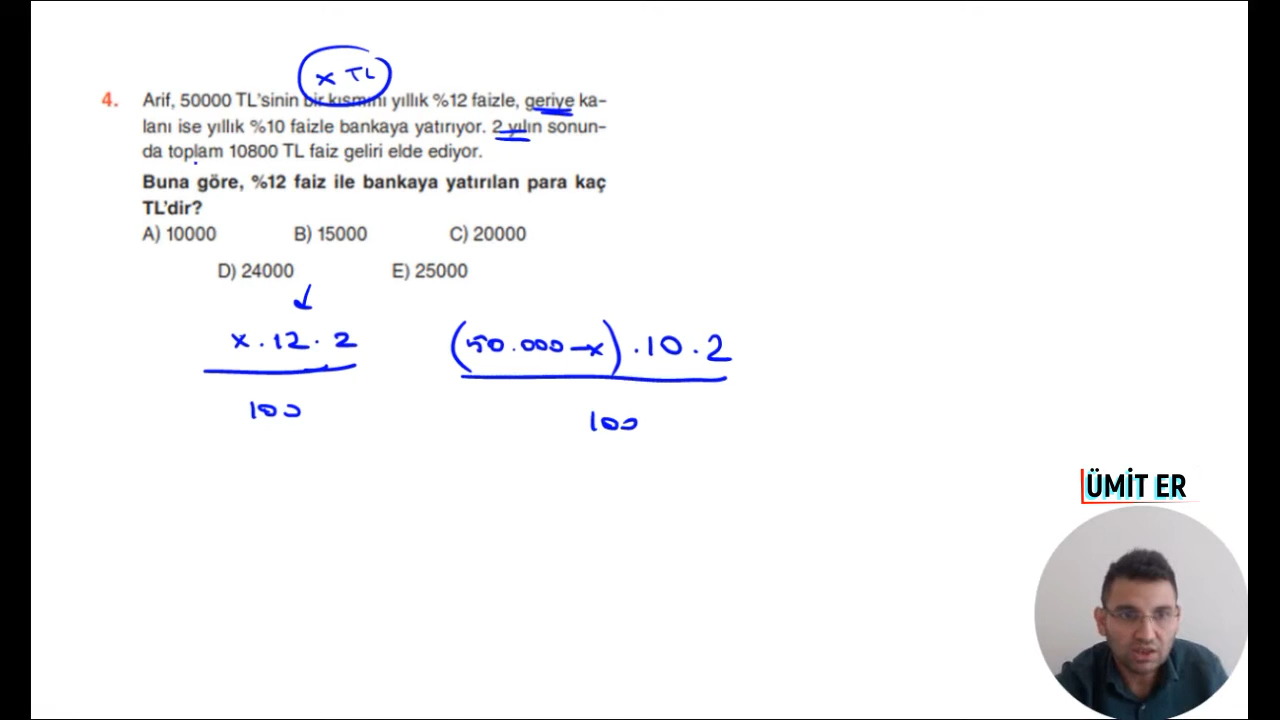 x TL
4. Arif, 50000 TL'sinin bir kısmını yıllık %12 faizle, geriye ka-
lanı ise yıllık %10 faizle bankaya yatırıyor. 2 yılın sonun-
da toplam 10800 TL faiz geliri elde ediyor.
Buna göre, %12 faiz ile bankaya yatırılan para kaç
TL'dir?
A) 10000 B) 15000 C) 20000
D) 24000 E) 25000
x.12.2 (50.000-x).10.2
100 100
ÜMİT ER